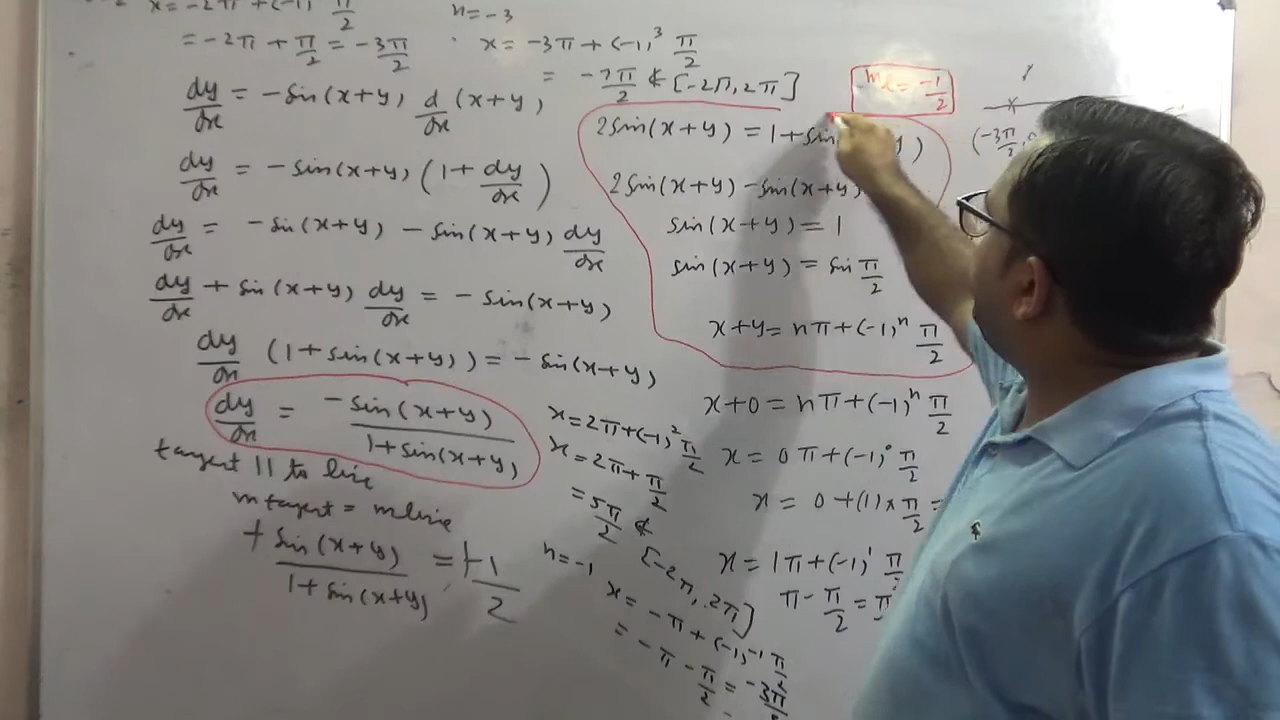 x = -2π + (-1) π/2
= -2π + π/2 = -3π/2
n = -3
x = -3π + (-1)^3 π/2
= -7π/2 ∉ [-2π, 2π]
dy/dx = -sin(x+y) d/dx (x+y)
dy/dx = -sin(x+y) (1 + dy/dx)
dy/dx = -sin(x+y) - sin(x+y) dy/dx
dy/dx + sin(x+y) dy/dx = -sin(x+y)
dy/dx (1 + sin(x+y)) = -sin(x+y)
dy/dx = -sin(x+y)/1+sin(x+y)
tangent || to line
m tangent = m line
+ sin(x+y)/1+sin(x+y) = +1/2
m = -1/2
2sin(x+y) = 1 + sin y)
2sin(x+y) - sin(x+y)
sin(x+y) = 1
sin(x+y) = sin π/2
x+y = nπ + (-1)^n π/2
x+0 = nπ + (-1)^n π/2
x = 0π + (-1)^0 π/2
x = 0 + (1) × π/2 =
x = 1π + (-1)^1 π/2
π - π/2 = π
x = 2π + (-1)^2 π/2
x = 2π + π/2
= 5π/2 ∉
[-2π, 2π]
n = -1
x = -π + (-1)^-1 π/2
= -π - π/2 = -3π/2
(-3π/2,